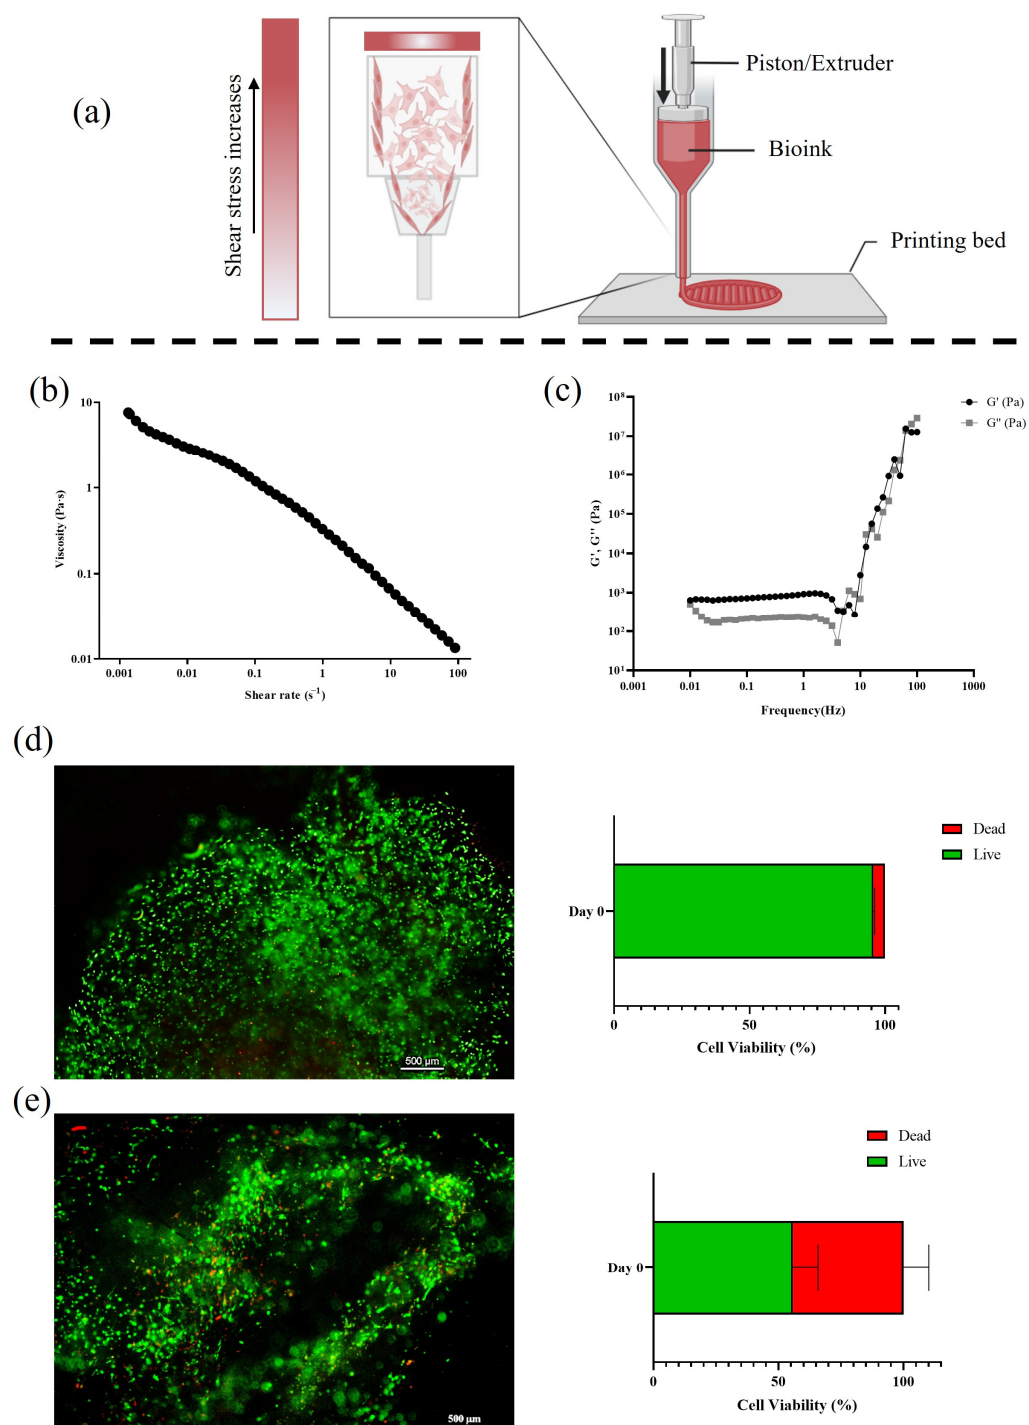 (a)
Shear stress increases
Piston/Extruder
Bioink
Printing bed
(b)
10
1
0.1
0.01
Viscosity (Pa·s)
0.001 0.01 0.1 1 10 100
Shear rate (s⁻¹)
(c)
10⁸
10⁷
10⁶
10⁵
10⁴
10³
10²
10¹
G', G'' (Pa)
0.001 0.01 0.1 1 10 100 1000
Frequency(Hz)
G' (Pa)
G'' (Pa)
(d)
500 µm
Day 0
0 50 100
Cell Viability (%)
Dead
Live
(e)
500 µm
Dead
Live
Day 0
0 50 100
Cell Viability (%)